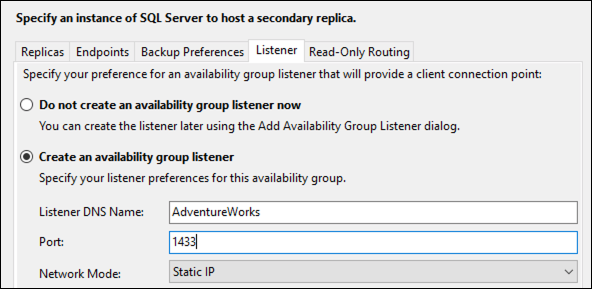 Specify an instance of SQL Server to host a secondary replica.
Replicas Endpoints Backup Preferences Listener Read-Only Routing
Specify your preference for an availability group listener that will provide a client connection point:
Do not create an availability group listener now
You can create the listener later using the Add Availability Group Listener dialog.
Create an availability group listener
Specify your listener preferences for this availability group.
Listener DNS Name: AdventureWorks
Port: 1433
Network Mode: Static IP